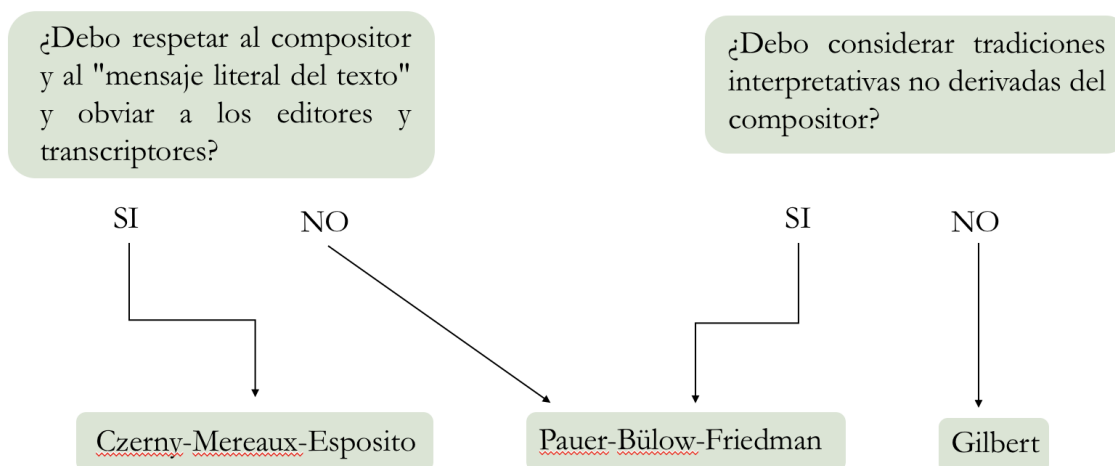 ¿Debo respetar al compositor
y al "mensaje literal del texto"
y obviar a los editores y
transcriptores?
¿Debo considerar tradiciones
interpretativas no derivadas del
compositor?
SI
NO
SI
NO
Czerny-Mereaux-Esposito
Pauer-Bülow-Friedman
Gilbert